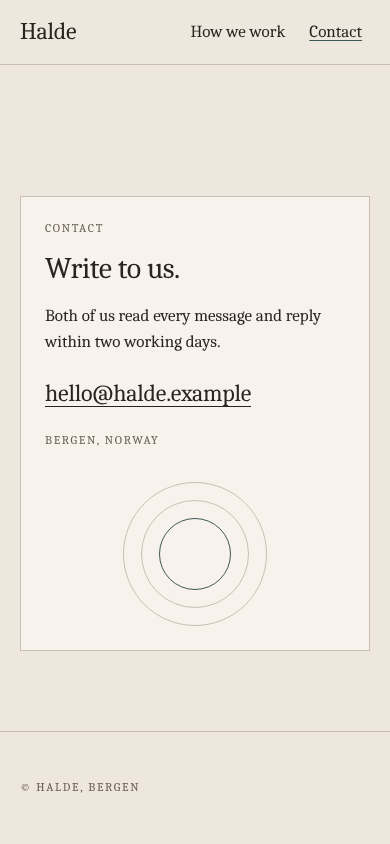 Halde
How we work
Contact
CONTACT
Write to us.
Both of us read every message and reply
within two working days.
hello@halde.example
BERGEN, NORWAY
© HALDE, BERGEN